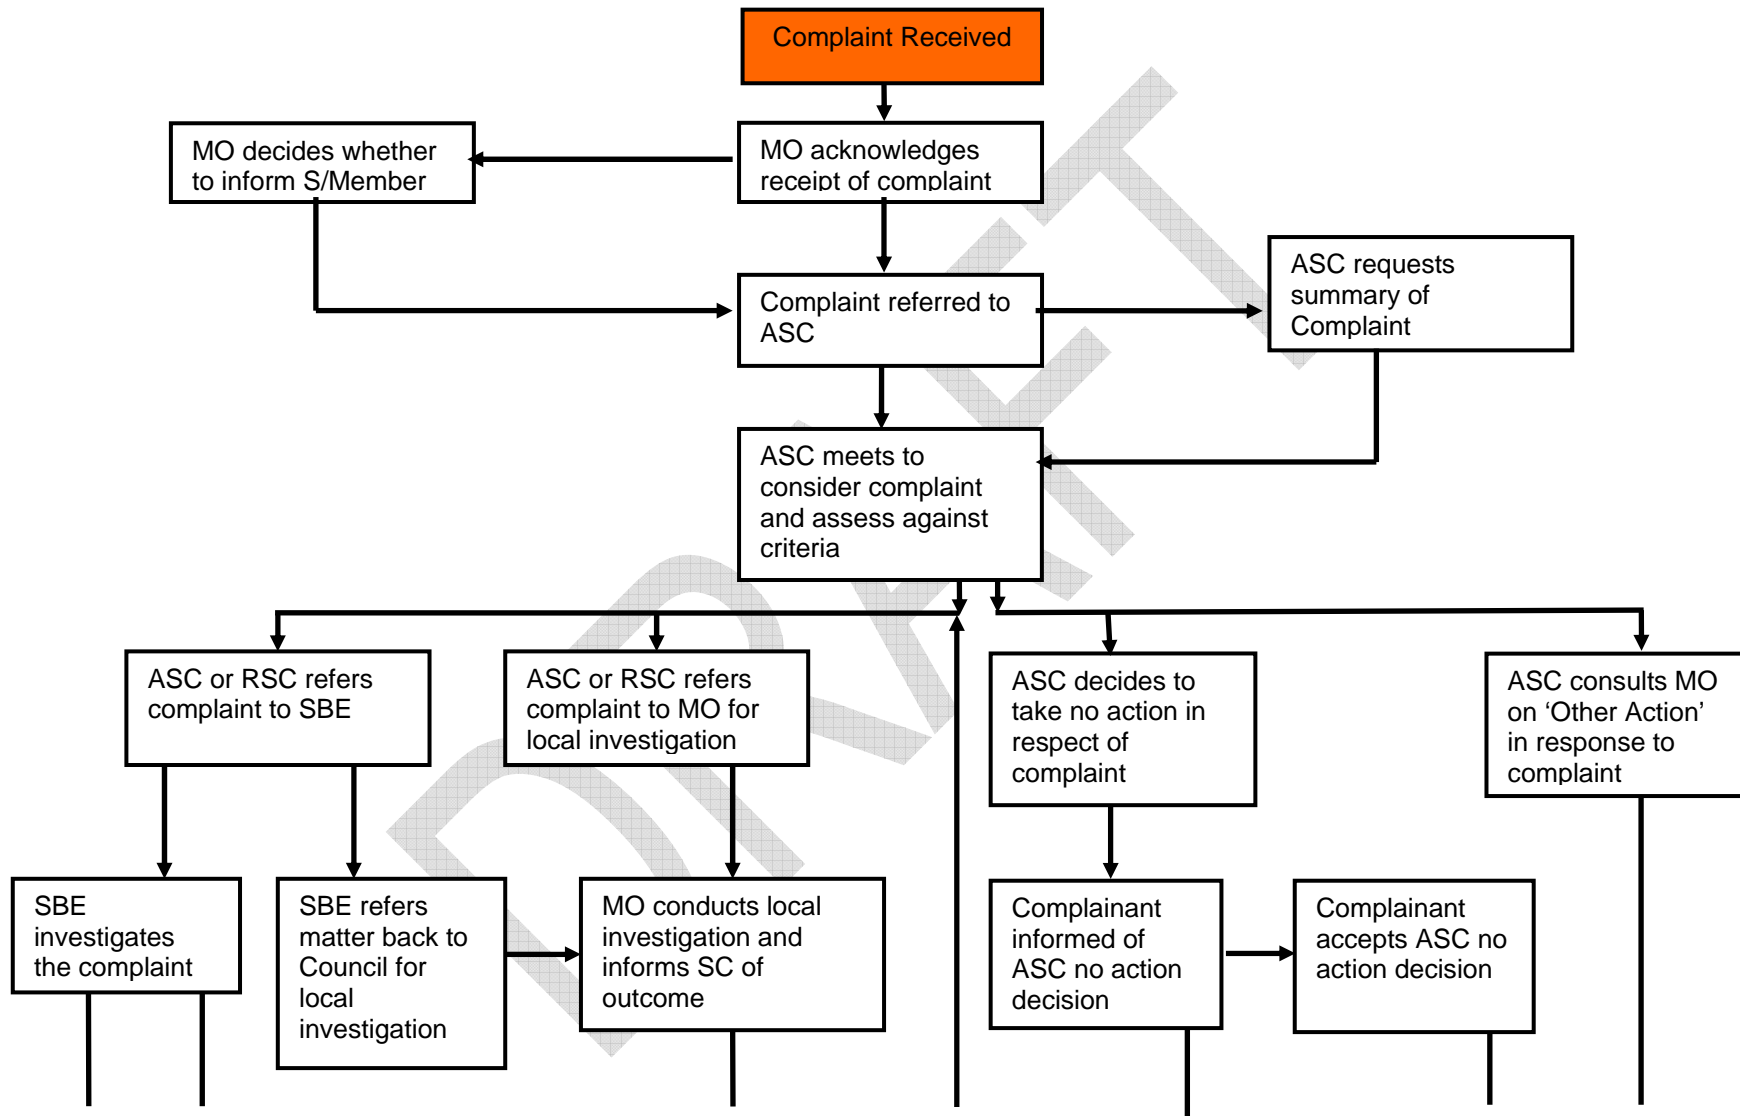 Complaint Received
MO decides whether
to inform S/Member
MO acknowledges
receipt of complaint
ASC requests
summary of
Complaint
Complaint referred to
ASC
ASC meets to
consider complaint
and assess against
criteria
ASC or RSC refers
complaint to SBE
ASC or RSC refers
complaint to MO for
local investigation
ASC decides to
take no action in
respect of
complaint
ASC consults MO
on ‘Other Action’
in response to
complaint
SBE
investigates
the complaint
SBE refers
matter back to
Council for
local
investigation
MO conducts local
investigation and
informs SC of
outcome
Complainant
informed of
ASC no action
decision
Complainant
accepts ASC no
action decision
DRAFT